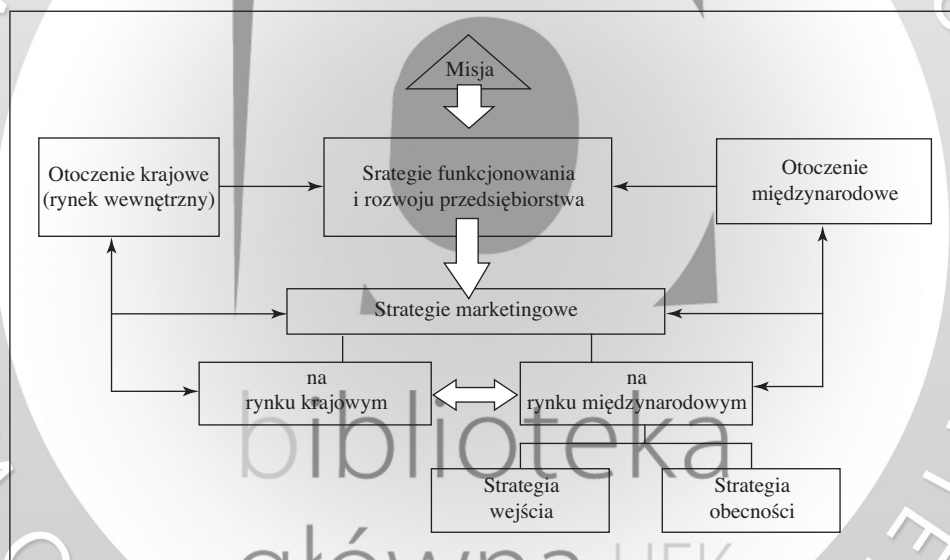 Misja
Otoczenie krajowe
(rynek wewnętrzny)
Srategie funkcjonowania
i rozwoju przedsiębiorstwa
Otoczenie
międzynarodowe
Strategie marketingowe
na
rynku krajowym
na
rynku międzynarodowym
Strategia
wejścia
Strategia
obecności
biblioteka
główna UEK